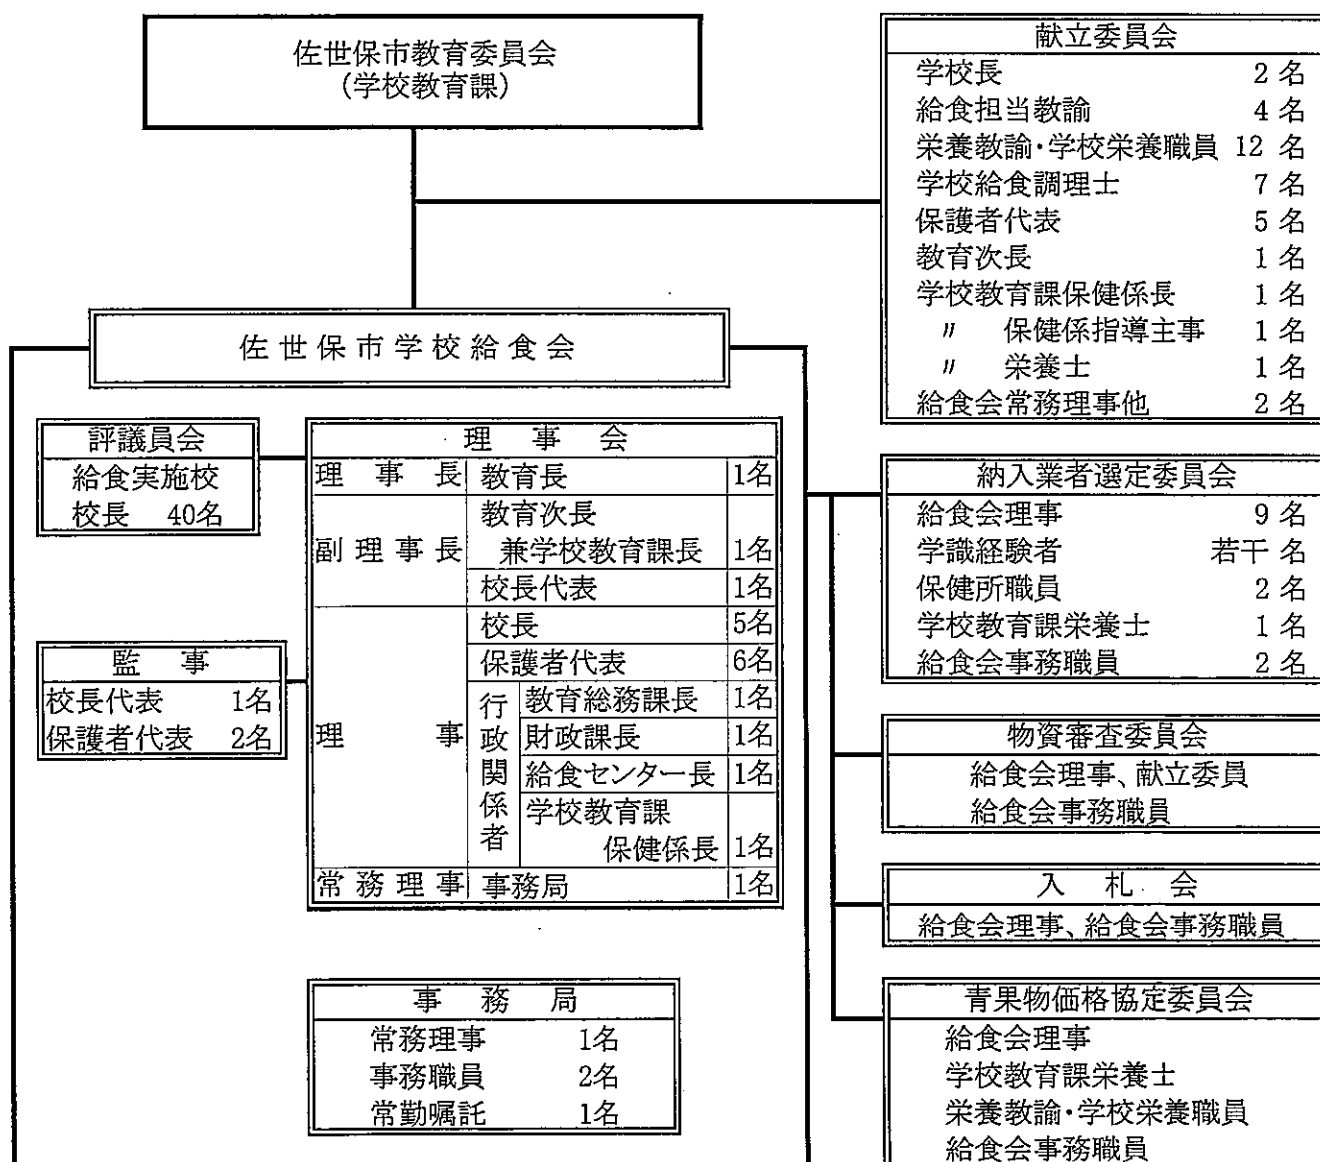 佐世保市教育委員会
(学校教育課)
献立委員会
学校長 2名
給食担当教諭 4名
栄養教諭・学校栄養職員 12名
学校給食調理士 7名
保護者代表 5名
教育次長 1名
学校教育課保健係長 1名
〃 保健係指導主事 1名
〃 栄養士 1名
給食会常務理事他 2名
佐世保市学校給食会
評議員会
給食実施校
校長 40名
監事
校長代表 1名
保護者代表 2名
理事会
理事長 教育長 1名
副理事長 教育次長
兼学校教育課長 1名
校長代表 1名
理事 校長 5名
保護者代表 6名
行政関係者 教育総務課長 1名
財政課長 1名
給食センター長 1名
学校教育課
保健係長 1名
常務理事 事務局 1名
事務局
常務理事 1名
事務職員 2名
常勤嘱託 1名
納入業者選定委員会
給食会理事 9名
学識経験者 若干名
保健所職員 2名
学校教育課栄養士 1名
給食会事務職員 2名
物資審査委員会
給食会理事、献立委員
給食会事務職員
入札会
給食会理事、給食会事務職員
青果物価格協定委員会
給食会理事
学校教育課栄養士
栄養教諭・学校栄養職員
給食会事務職員